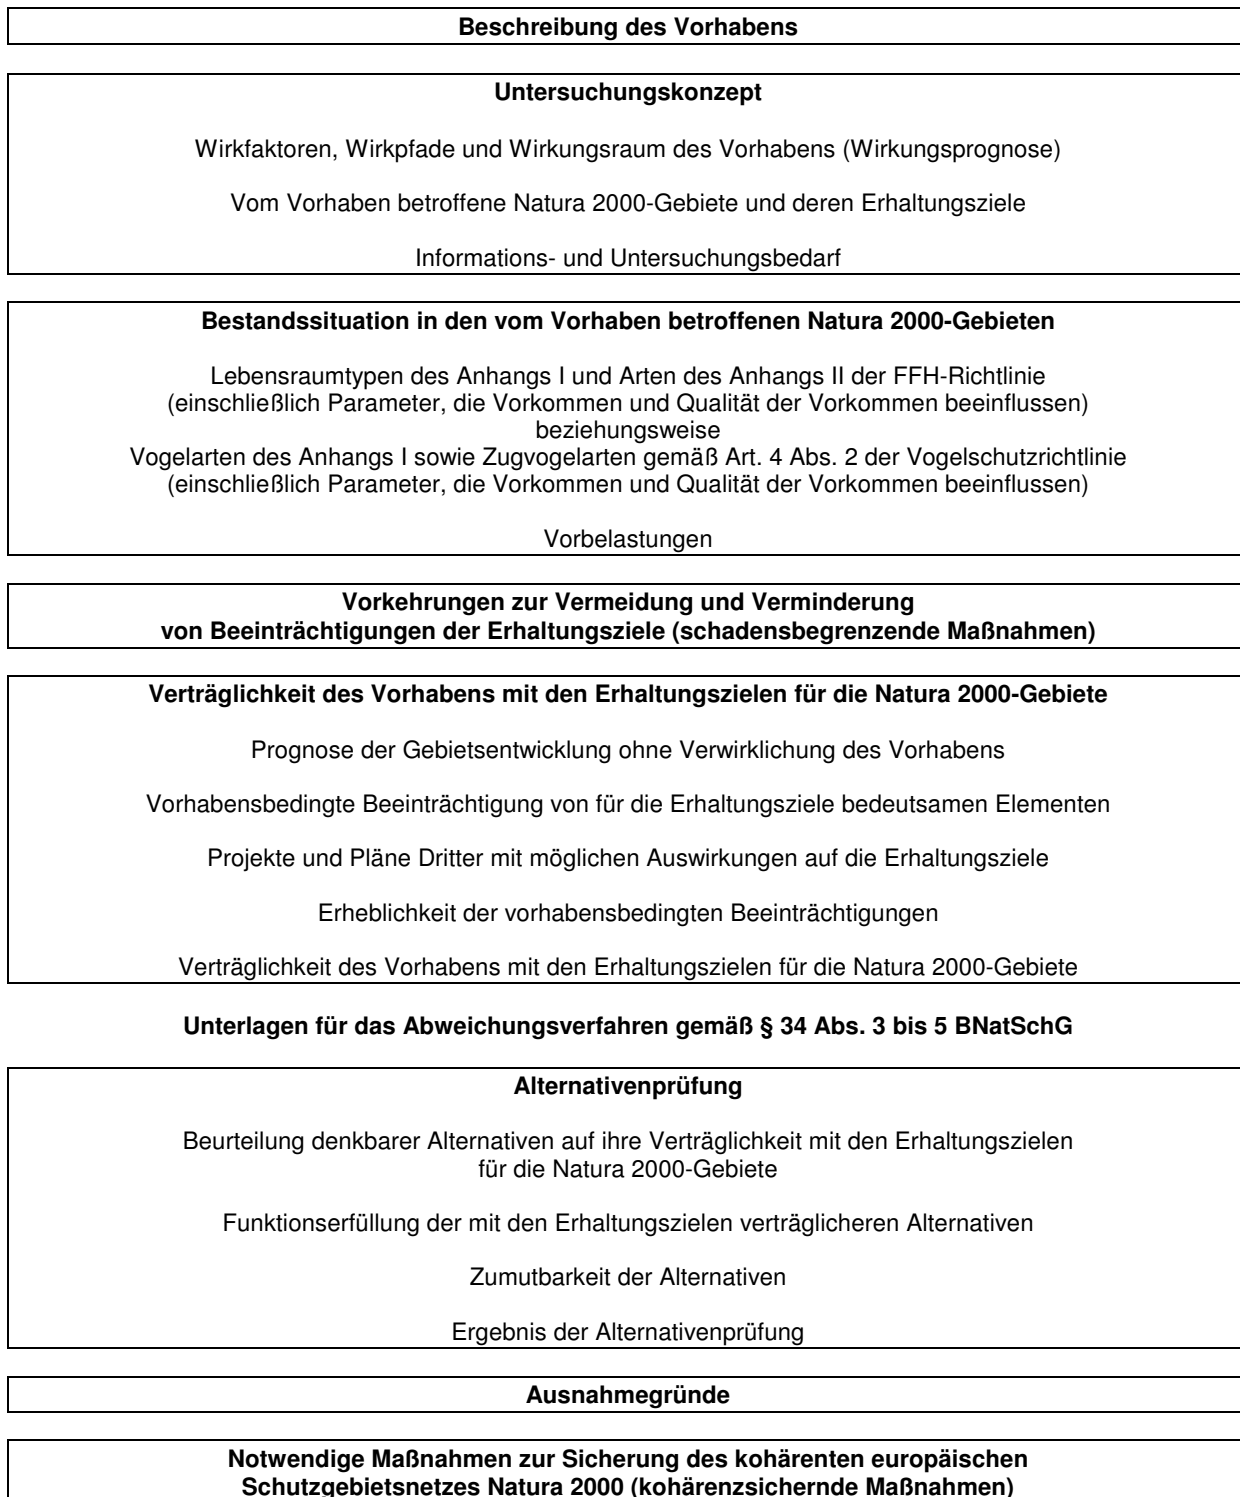 Beschreibung des Vorhabens
Untersuchungskonzept
Wirkfaktoren, Wirkpfade und Wirkungsraum des Vorhabens (Wirkungsprognose)
Vom Vorhaben betroffene Natura 2000-Gebiete und deren Erhaltungsziele
Informations- und Untersuchungsbedarf
Bestandssituation in den vom Vorhaben betroffenen Natura 2000-Gebieten
Lebensraumtypen des Anhangs I und Arten des Anhangs II der FFH-Richtlinie
(einschließlich Parameter, die Vorkommen und Qualität der Vorkommen beeinflussen)
beziehungsweise
Vogelarten des Anhangs I sowie Zugvogelarten gemäß Art. 4 Abs. 2 der Vogelschutzrichtlinie
(einschließlich Parameter, die Vorkommen und Qualität der Vorkommen beeinflussen)
Vorbelastungen
Vorkehrungen zur Vermeidung und Verminderung
von Beeinträchtigungen der Erhaltungsziele (schadensbegrenzende Maßnahmen)
Verträglichkeit des Vorhabens mit den Erhaltungszielen für die Natura 2000-Gebiete
Prognose der Gebietsentwicklung ohne Verwirklichung des Vorhabens
Vorhabensbedingte Beeinträchtigung von für die Erhaltungsziele bedeutsamen Elementen
Projekte und Pläne Dritter mit möglichen Auswirkungen auf die Erhaltungsziele
Erheblichkeit der vorhabensbedingten Beeinträchtigungen
Verträglichkeit des Vorhabens mit den Erhaltungszielen für die Natura 2000-Gebiete
Unterlagen für das Abweichungsverfahren gemäß § 34 Abs. 3 bis 5 BNatSchG
Alternativenprüfung
Beurteilung denkbarer Alternativen auf ihre Verträglichkeit mit den Erhaltungszielen
für die Natura 2000-Gebiete
Funktionserfüllung der mit den Erhaltungszielen verträglicheren Alternativen
Zumutbarkeit der Alternativen
Ergebnis der Alternativenprüfung
Ausnahmegründe
Notwendige Maßnahmen zur Sicherung des kohärenten europäischen
Schutzgebietsnetzes Natura 2000 (kohärenzsichernde Maßnahmen)